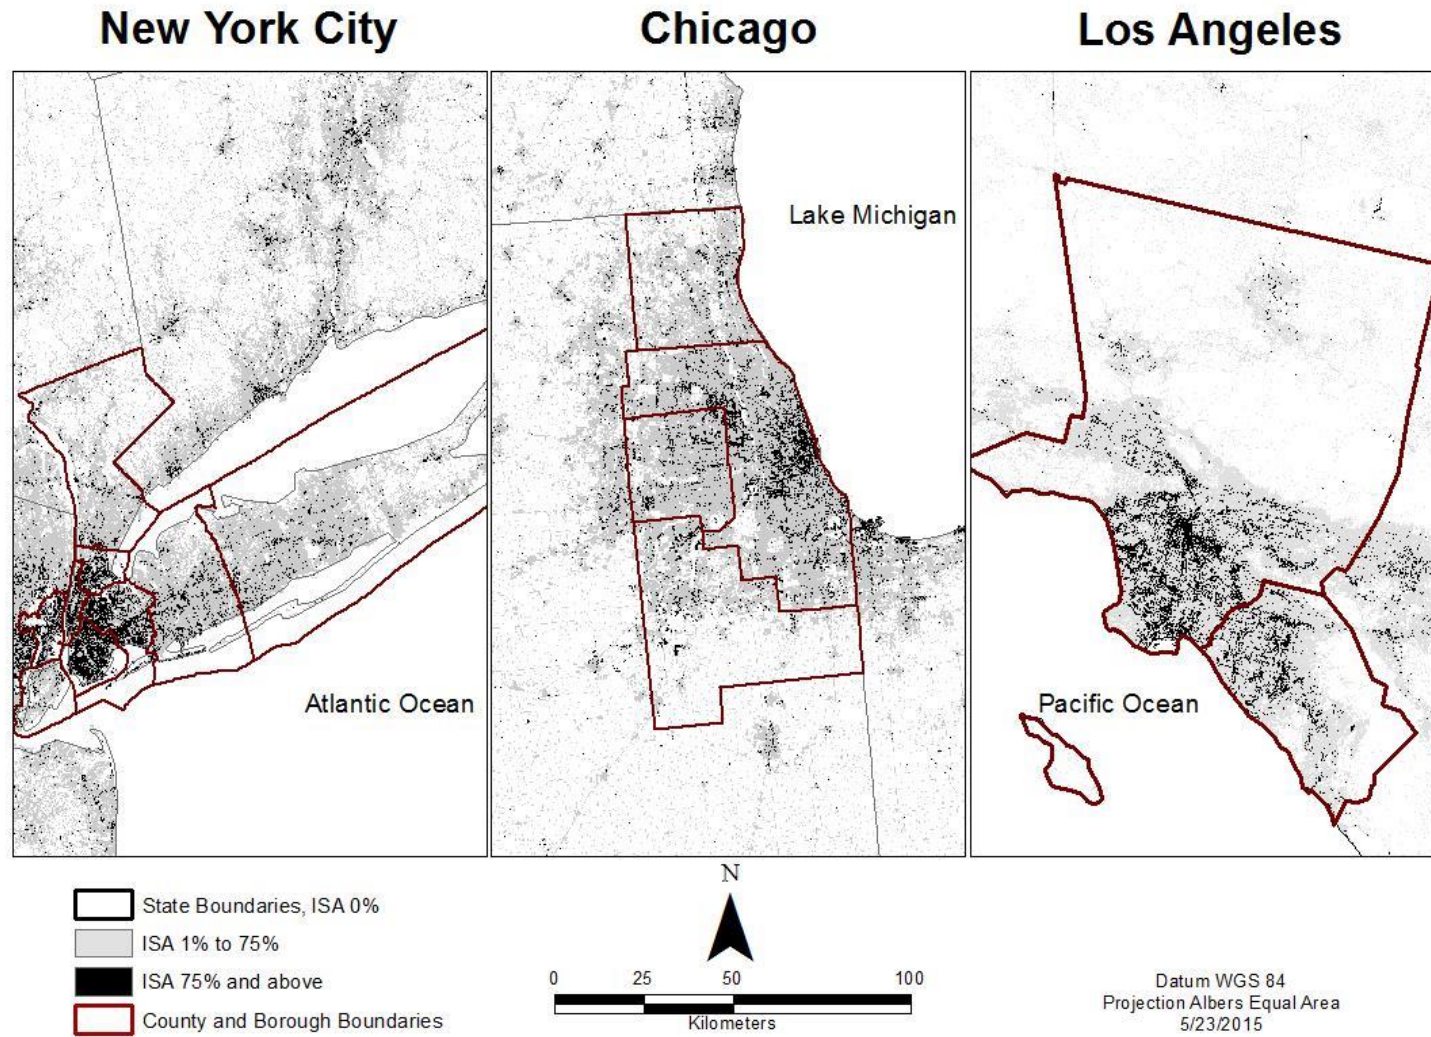 New York City
Chicago
Los Angeles
Lake Michigan
Atlantic Ocean
Pacific Ocean
State Boundaries, ISA 0%
ISA 1% to 75%
ISA 75% and above
County and Borough Boundaries
N
0 25 50 100
Kilometers
Datum WGS 84
Projection Albers Equal Area
5/23/2015